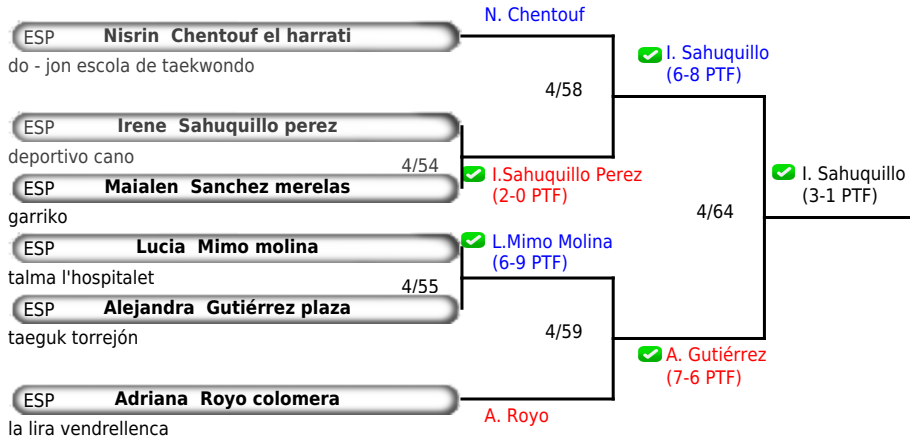 N. Chentouf
ESP Nisrin Chentouf el harrati
do - jon escola de taekwondo
I. Sahuquillo
(6-8 PTF)
4/58
ESP Irene Sahuquillo perez
deportivo cano
4/54
I.Sahuquillo Perez
(2-0 PTF)
I. Sahuquillo
(3-1 PTF)
ESP Maialen Sanchez merelas
garriko
4/64
ESP Lucia Mimo molina
talma l'hospitalet
L.Mimo Molina
(6-9 PTF)
4/55
ESP Alejandra Gutiérrez plaza
taeguk torrejón
4/59
A. Gutiérrez
(7-6 PTF)
ESP Adriana Royo colomera
la lira vendrellenca
A. Royo